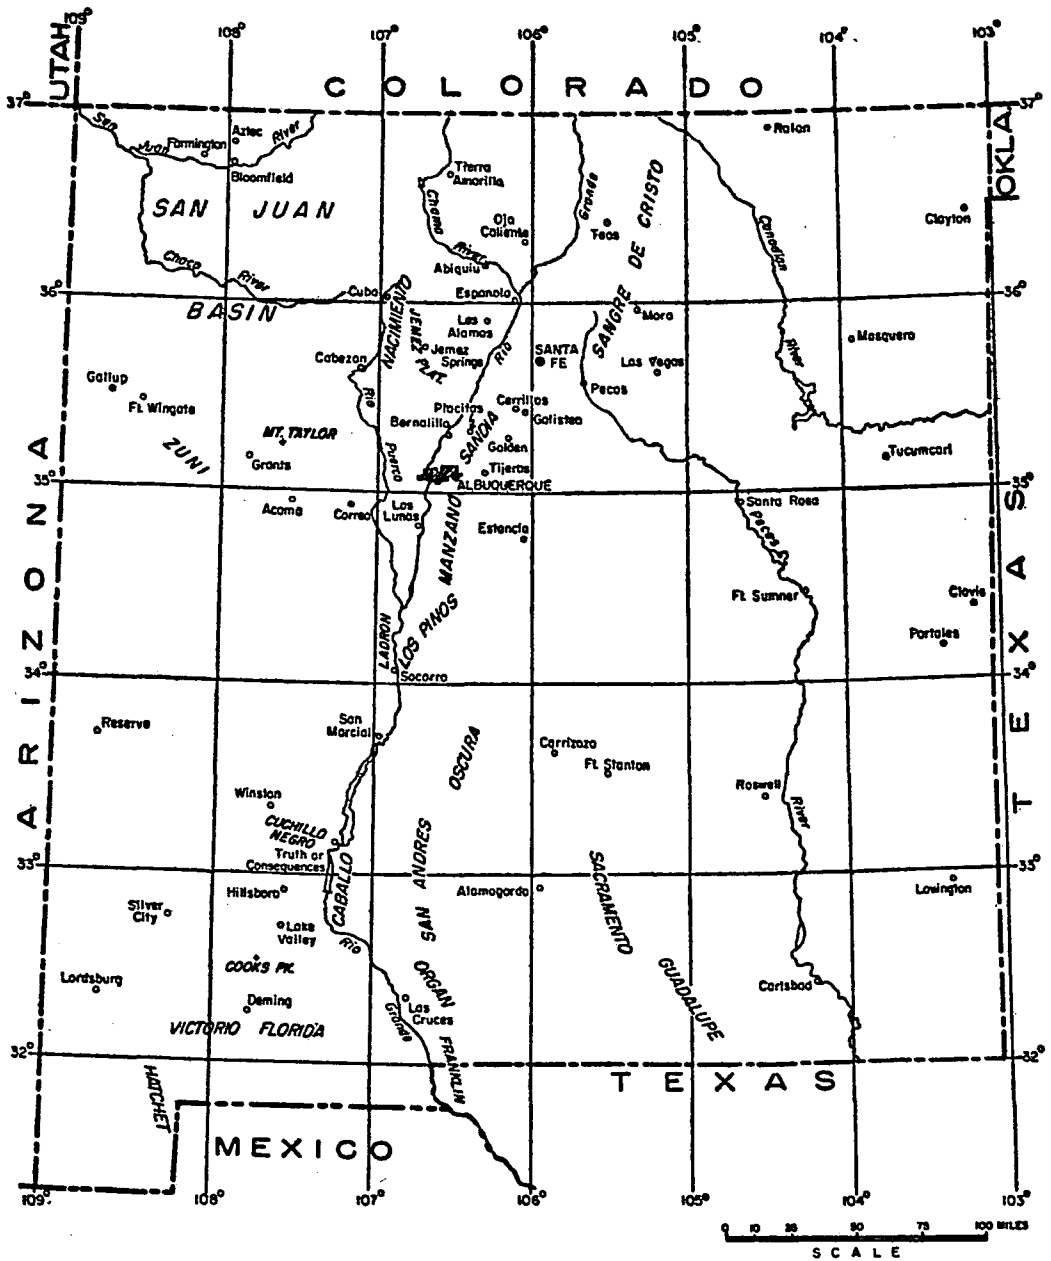 109° 108° 107° 106° 105° 104° 103°
UTAH
COLORADO
37° 37°
OKLA.
San
Juan
River
Farmington
Aztec
Bloomfield
SAN JUAN
BASIN
Chaco
River
Tierra
Amarilla
Chama
River
Ojo
Caliente
Abiquiu
Espanola
Grande
Taos
SANGRE DE CRISTO
Raton
Canadian
River
Clayton
36° 36°
Cuba
NACIMIENTO
JEMEZ
PLAT.
Los
Alamos
Jemez
Springs
Rio
SANTA
FE
Mora
Las Vegas
Pecos
Mosquero
Cabezon
Rio
Puerco
Gallup
Ft. Wingate
ZUNI
MT. TAYLOR
Grants
Placitas
Bernalillo
SANDIA
Cerrillos
Galisteo
Golden
Tijeras
ALBUQUERQUE
Tucumcari
35° 35°
Acoma
Correo
Los
Lunas
MANZANO
Estancia
Santa Rosa
Pecos
Ft. Sumner
Clovis
Portales
ARIZONA
TEXAS
LADRON
LOS PINOS
34° 34°
Socorro
Reserve
San
Marcial
OSCURA
Carrizozo
Ft. Stanton
Roswell
River
Winston
CUCHILLO
NEGRO
Truth or
Consequences
33° 33°
CABALLO
SAN ANDRES
Hillsboro
Alamogordo
SACRAMENTO
Lovington
Silver
City
Lake
Valley
Rio
COOKS PK.
ORGAN
GUADALUPE
Lordsburg
Deming
Las
Cruces
Grande
Carlsbad
VICTORIO FLORIDA
FRANKLIN
32° 32°
TEXAS
HATCHET
MEXICO
109° 108° 107° 106° 105° 104° 103°
0 10 25 50 75 100 MILES
SCALE